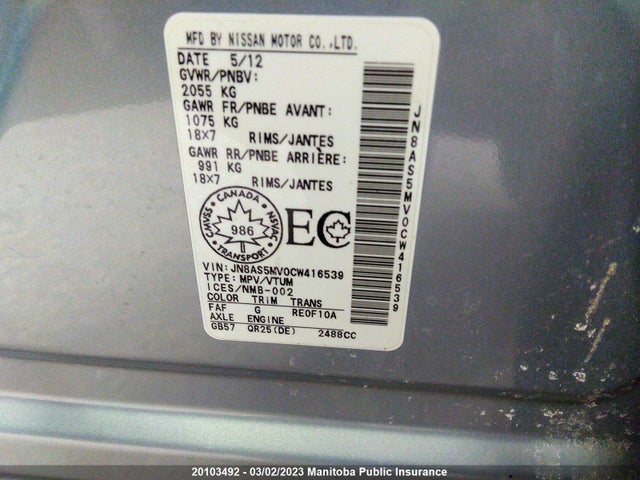 MFD BY NISSAN MOTOR CO.,LTD.
DATE 5/12
GVWR/PNBV:
2055 KG
GAWR FR/PNBE AVANT:
1075 KG
18X7 RIMS/JANTES
GAWR RR/PNBE ARRIÈRE:
991 KG
18X7 RIMS/JANTES
CANADA
CMVSS
NSVAC
986
TRANSPORT
EC
VIN: JN8AS5MV0CW416539
TYPE: MPV/VTUM
ICES/NMB-002
COLOR TRIM TRANS
FAF G RE0F10A
AXLE ENGINE
GB57 QR25(DE) 2488CC
JN8AS5MV0CW416539
20103492 - 03/02/2023 Manitoba Public Insurance